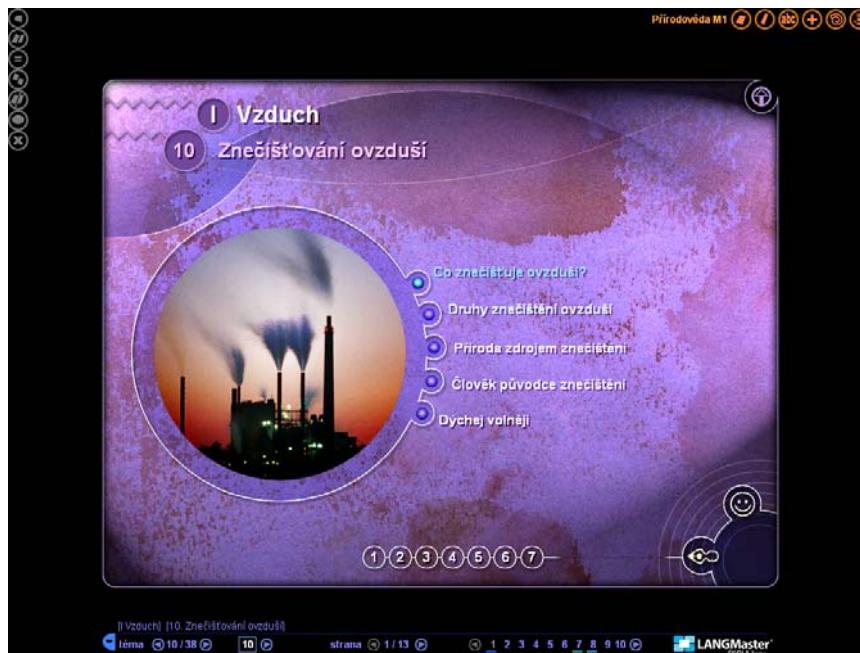 Přírodověda M1 abc
I Vzduch
10 Znečišťování ovzduší
Co znečišťuje ovzduší?
Druhy znečištění ovzduší
Příroda zdrojem znečištění
Člověk původce znečištění
Dýchej volněji
1 2 3 4 5 6 7
[I Vzduch] [10. Znečišťování ovzduší]
téma 10 / 38 10 strana 1 / 13 1 2 3 4 5 6 7 8 9 10 LANGMaster